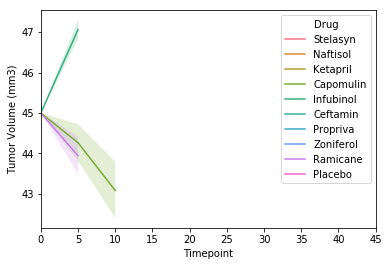 47
46
45
44
43
Tumor Volume (mm3)
0
5
10
15
20
25
30
35
40
45
Timepoint
Drug
Stelasyn
Naftisol
Ketapril
Capomulin
Infubinol
Ceftamin
Propriva
Zoniferol
Ramicane
Placebo